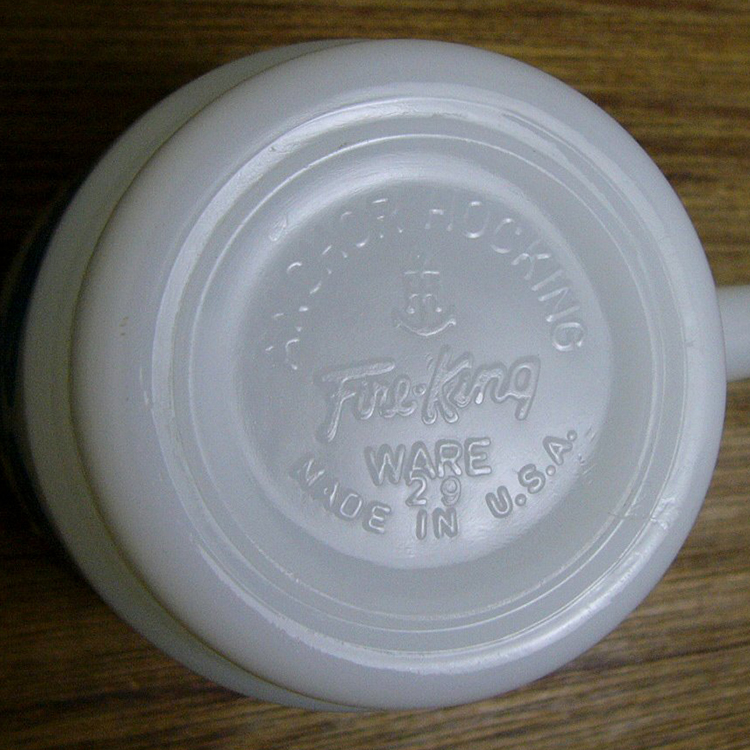 ANCHOR HOCKING
Fire-King
WARE
29
MADE IN U.S.A.